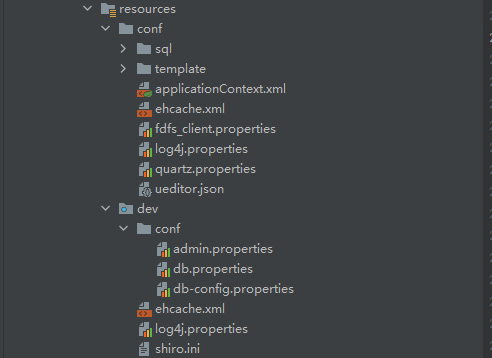 resources
conf
sql
template
applicationContext.xml
ehcache.xml
fdfs_client.properties
log4j.properties
quartz.properties
ueditor.json
dev
conf
admin.properties
db.properties
db-config.properties
ehcache.xml
log4j.properties
shiro.ini